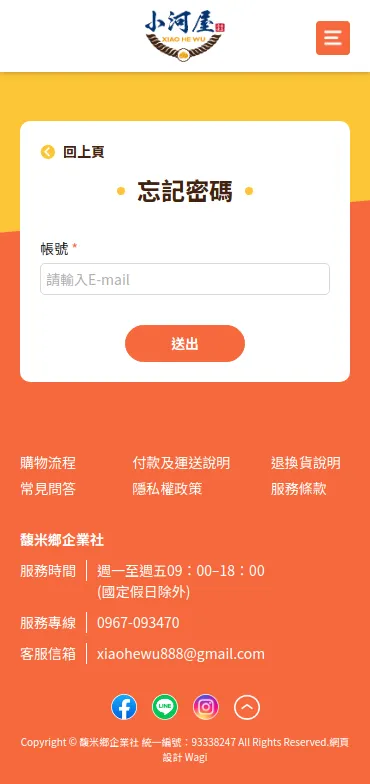 小河屋
XIAO HE WU
回上頁
忘記密碼
帳號 *
請輸入E-mail
送出
購物流程 付款及運送說明 退換貨說明
常見問答 隱私權政策 服務條款
馥米鄉企業社
服務時間 週一至週五09：00–18：00
(國定假日除外)
服務專線 0967-093470
客服信箱 xiaohewu888@gmail.com
LINE
Copyright © 馥米鄉企業社 統一編號：93338247 All Rights Reserved.網頁
設計 Wagi